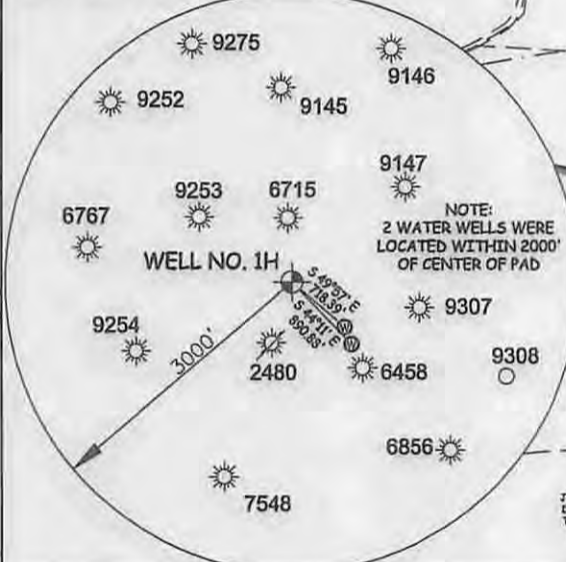 9275
9146
9252
9145
9147
9253
6715
6767
NOTE:
2 WATER WELLS WERE
LOCATED WITHIN 2000'
OF CENTER OF PAD
WELL NO. 1H
S 49°57' E
718.39'
S 44°11' E
890.88'
W
W
9307
9254
3000'
2480
6458
9308
6856
7548